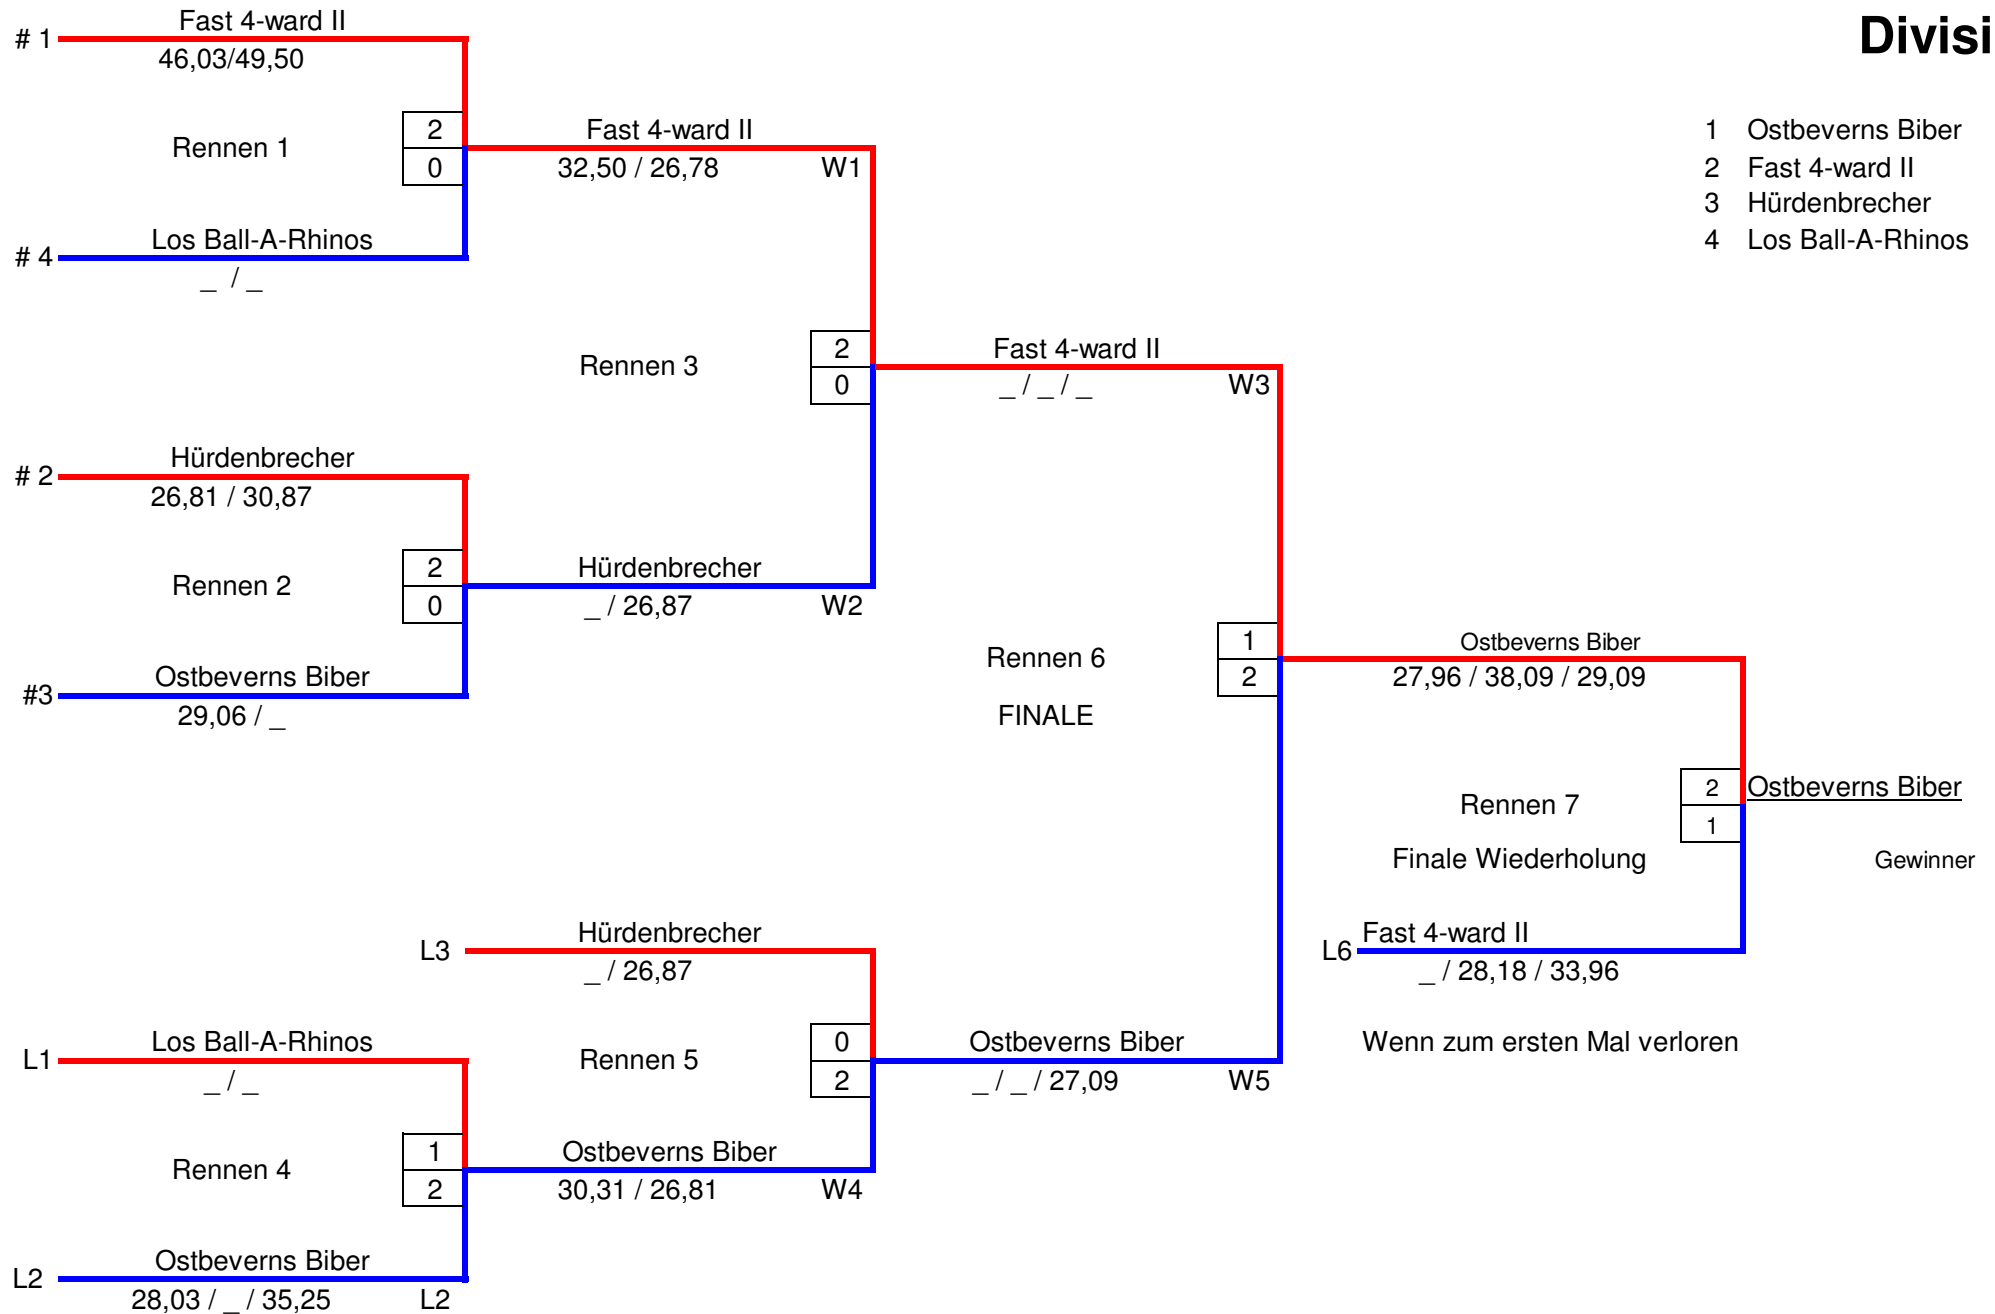 Fast 4-ward II
# 1
46,03/49,50
Divisi
1 Ostbeverns Biber
2 Fast 4-ward II
3 Hürdenbrecher
4 Los Ball-A-Rhinos
Rennen 1
2
0
Fast 4-ward II
32,50 / 26,78
W1
Los Ball-A-Rhinos
# 4
_ / _
Rennen 3
2
0
Fast 4-ward II
_ / _ / _
W3
Hürdenbrecher
# 2
26,81 / 30,87
Rennen 2
2
0
Hürdenbrecher
_ / 26,87
W2
Ostbeverns Biber
#3
29,06 / _
Rennen 6
FINALE
1
2
Ostbeverns Biber
27,96 / 38,09 / 29,09
Rennen 7
Finale Wiederholung
2
1
Ostbeverns Biber
Gewinner
L3
Hürdenbrecher
_ / 26,87
L6
Fast 4-ward II
_ / 28,18 / 33,96
Wenn zum ersten Mal verloren
Los Ball-A-Rhinos
L1
_ / _
Rennen 5
0
2
Ostbeverns Biber
_ / _ / 27,09
W5
Rennen 4
1
2
Ostbeverns Biber
30,31 / 26,81
W4
Ostbeverns Biber
L2
28,03 / _ / 35,25
L2